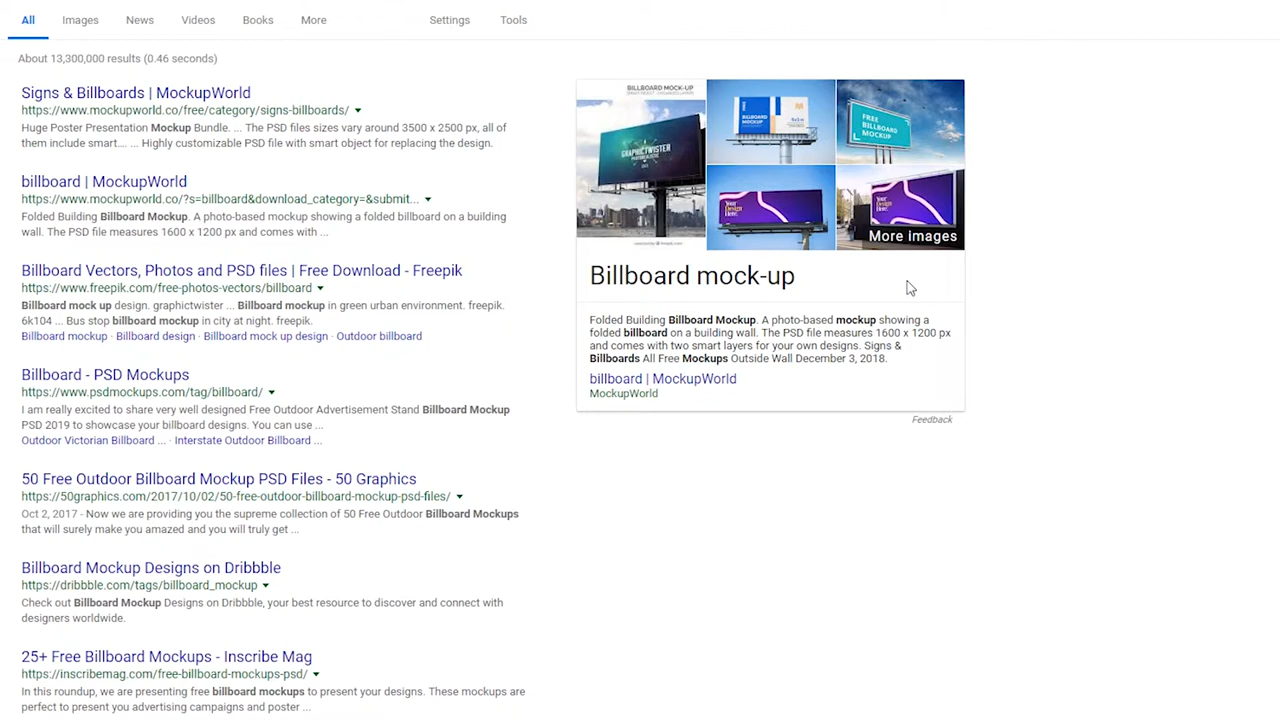 All Images News Videos Books More Settings Tools
About 13,300,000 results (0.46 seconds)
Signs & Billboards | MockupWorld
https://www.mockupworld.co/free/category/signs-billboards/
Huge Poster Presentation Mockup Bundle. ... The PSD files sizes vary around 3500 x 2500 px, all of
them include smart.... ... Highly customizable PSD file with smart object for replacing the design.
billboard | MockupWorld
https://www.mockupworld.co/?s=billboard&download_category=&submit...
Folded Building Billboard Mockup. A photo-based mockup showing a folded billboard on a building
wall. The PSD file measures 1600 x 1200 px and comes with ...
Billboard Vectors, Photos and PSD files | Free Download - Freepik
https://www.freepik.com/free-photos-vectors/billboard
Billboard mock up design. graphictwister ... Billboard mockup in green urban environment. freepik.
6k104 ... Bus stop billboard mockup in city at night. freepik.
Billboard mockup · Billboard design · Billboard mock up design · Outdoor billboard
Billboard - PSD Mockups
https://www.psdmockups.com/tag/billboard/
I am really excited to share very well designed Free Outdoor Advertisement Stand Billboard Mockup
PSD 2019 to showcase your billboard designs. You can use ...
Outdoor Victorian Billboard ... · Interstate Outdoor Billboard ...
50 Free Outdoor Billboard Mockup PSD Files - 50 Graphics
https://50graphics.com/2017/10/02/50-free-outdoor-billboard-mockup-psd-files/
Oct 2, 2017 - Now we are providing you the supreme collection of 50 Free Outdoor Billboard Mockups
that will surely make you amazed and you will truly get ...
Billboard Mockup Designs on Dribbble
https://dribbble.com/tags/billboard_mockup
Check out Billboard Mockup Designs on Dribbble, your best resource to discover and connect with
designers worldwide.
25+ Free Billboard Mockups - Inscribe Mag
https://inscribemag.com/free-billboard-mockups-psd/
In this roundup, we are presenting free billboard mockups to present your designs. These mockups are
perfect to present you advertising campaigns and poster ...
BILLBOARD MOCK-UP
GRAPHICTWISTER
BILLBOARD
MOCKUP
FREE
BILLBOARD
MOCKUP
Your
Design
Here.
Your
Design
Here.
More images
Billboard mock-up
Folded Building Billboard Mockup. A photo-based mockup showing a
folded billboard on a building wall. The PSD file measures 1600 x 1200 px
and comes with two smart layers for your own designs. Signs &
Billboards All Free Mockups Outside Wall December 3, 2018.
billboard | MockupWorld
MockupWorld
Feedback